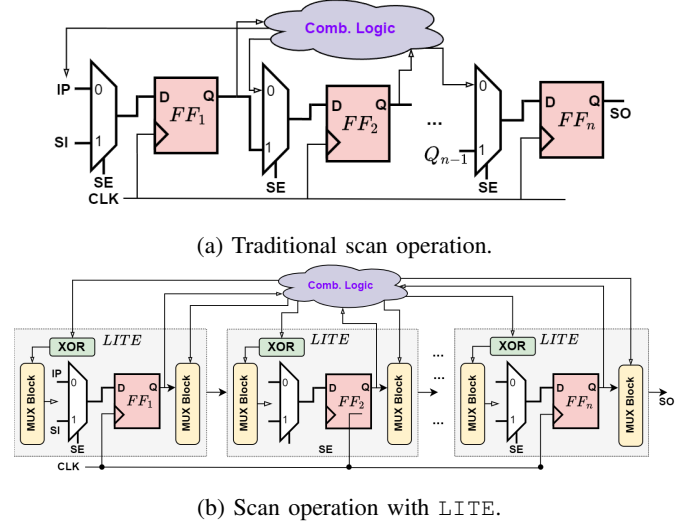 Comb. Logic
IP 0 D Q 0 D Q 0 D Q
FF1 FF2 ... FFn SO
SI 1 1 Qn-1 1
SE SE SE
CLK
(a) Traditional scan operation.
Comb. Logic
XOR LITE XOR LITE XOR LITE
MUX Block IP 0 D Q MUX Block MUX Block 0 D Q MUX Block ... MUX Block 0 D Q MUX Block
FF1 FF2 ... FFn SO
SI 1 1 ... 1
SE SE SE
CLK
(b) Scan operation with LITE.